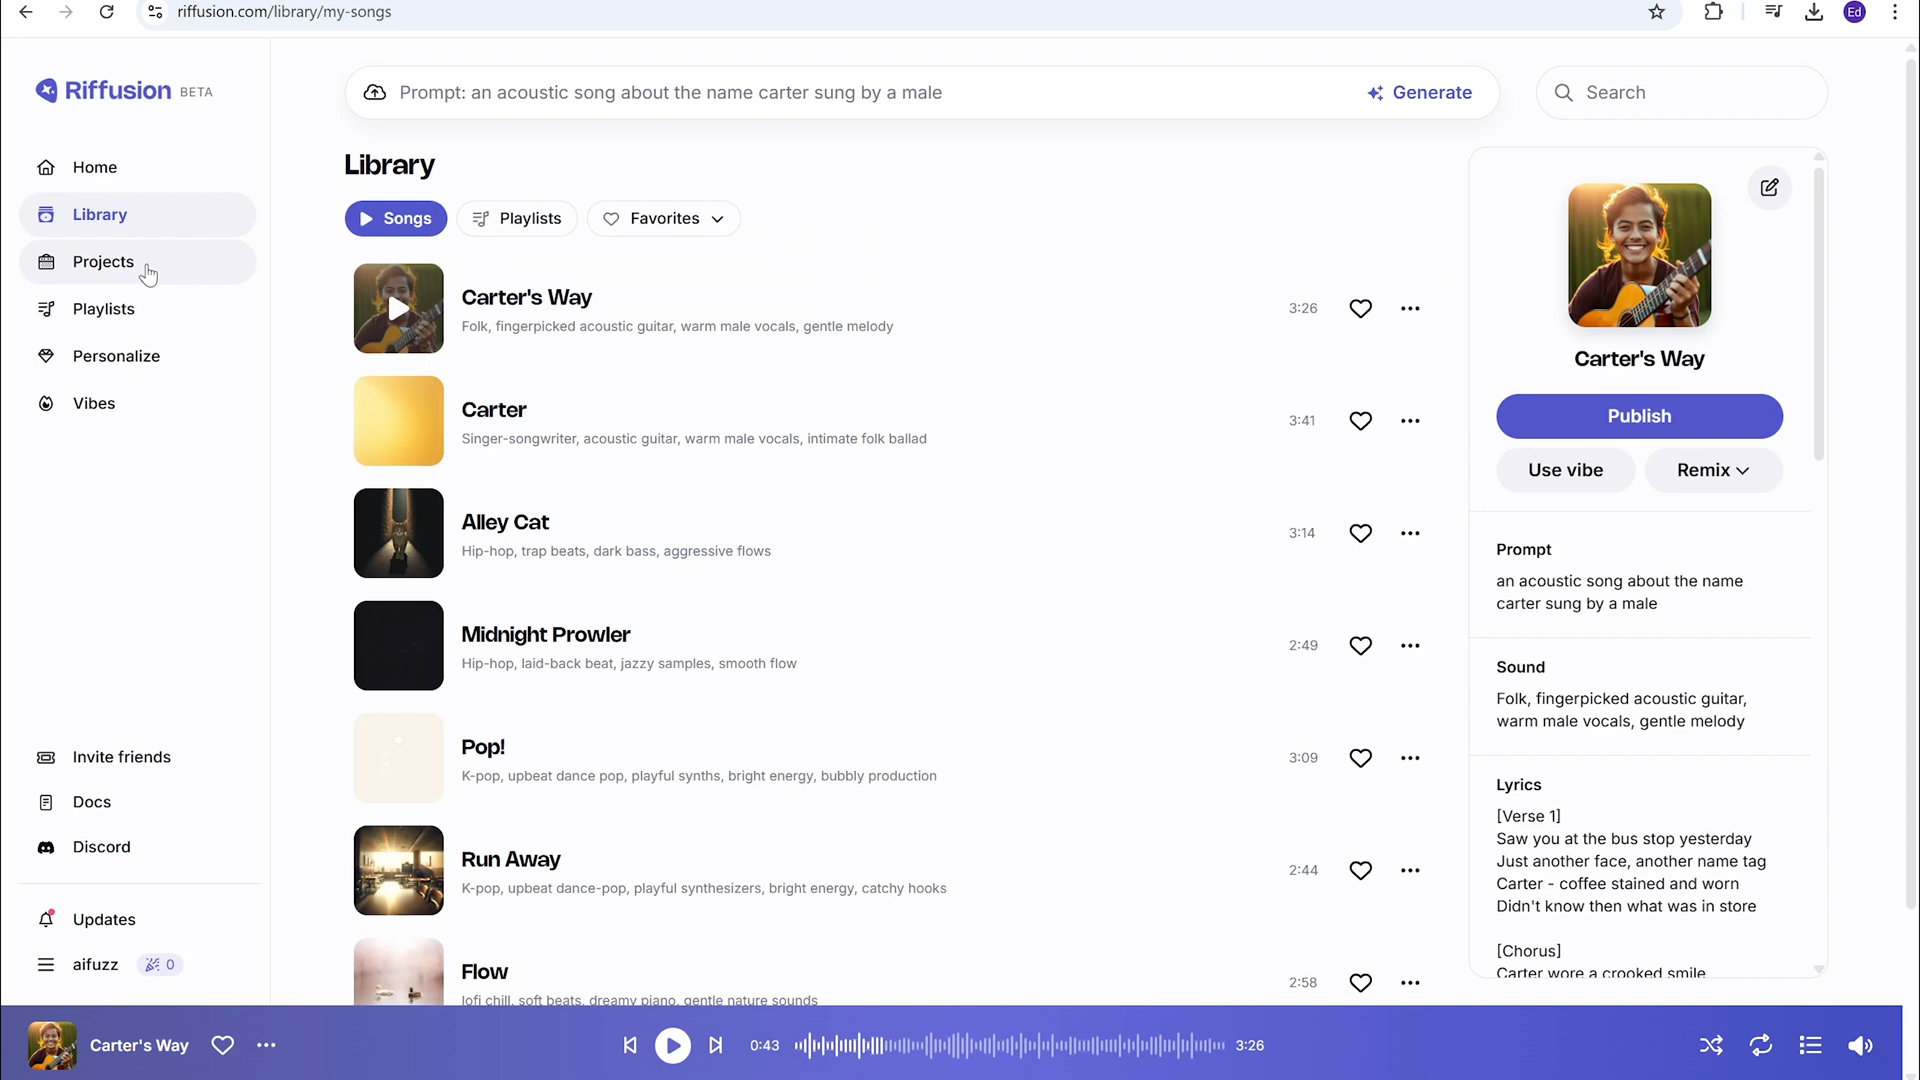 riffusion.com/library/my-songs
Ed
Riffusion BETA
Prompt: an acoustic song about the name carter sung by a male
Generate
Search
Home
Library
Projects
Playlists
Personalize
Vibes
Invite friends
Docs
Discord
Updates
aifuzz 0
Library
Songs
Playlists
Favorites
Carter's Way
Folk, fingerpicked acoustic guitar, warm male vocals, gentle melody
3:26
Carter
Singer-songwriter, acoustic guitar, warm male vocals, intimate folk ballad
3:41
Alley Cat
Hip-hop, trap beats, dark bass, aggressive flows
3:14
Midnight Prowler
Hip-hop, laid-back beat, jazzy samples, smooth flow
2:49
Pop!
K-pop, upbeat dance pop, playful synths, bright energy, bubbly production
3:09
Run Away
K-pop, upbeat dance-pop, playful synthesizers, bright energy, catchy hooks
2:44
Flow
lofi chill, soft beats, dreamy piano, gentle nature sounds
2:58
Carter's Way
Publish
Use vibe
Remix
Prompt
an acoustic song about the name
carter sung by a male
Sound
Folk, fingerpicked acoustic guitar,
warm male vocals, gentle melody
Lyrics
[Verse 1]
Saw you at the bus stop yesterday
Just another face, another name tag
Carter - coffee stained and worn
Didn't know then what was in store
[Chorus]
Carter wore a crooked smile
Carter's Way
0:43
3:26